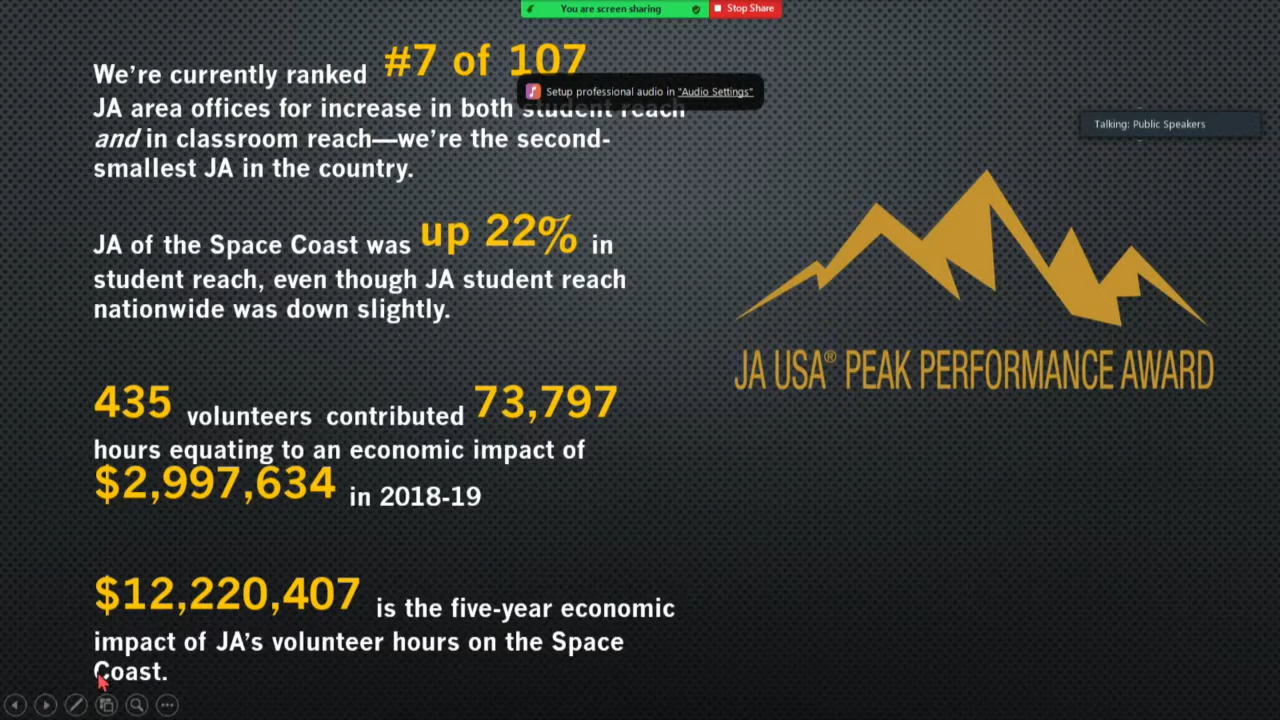 You are screen sharing
Stop Share
We're currently ranked #7 of 107
Setup professional audio in "Audio Settings"
JA area offices for increase in both student reach
and in classroom reach—we're the second-
smallest JA in the country.
Talking: Public Speakers
JA of the Space Coast was up 22% in
student reach, even though JA student reach
nationwide was down slightly.
JA USA® PEAK PERFORMANCE AWARD
435 volunteers contributed 73,797
hours equating to an economic impact of
$2,997,634 in 2018-19
$12,220,407 is the five-year economic
impact of JA's volunteer hours on the Space
Coast.